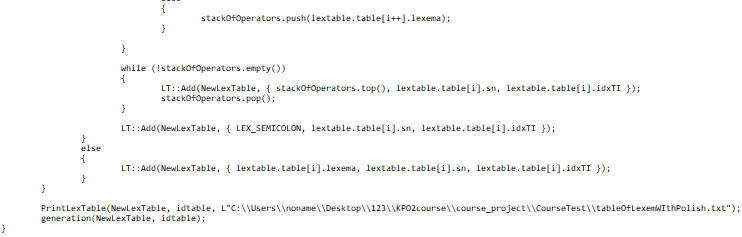 else
{
stackOfOperators.push(lextable.table[i++].lexema);
}
}
while (!stackOfOperators.empty())
{
LT::Add(NewLexTable, { stackOfOperators.top(), lextable.table[i].sn, lextable.table[i].idxTI });
stackOfOperators.pop();
}
LT::Add(NewLexTable, { LEX_SEMICOLON, lextable.table[i].sn, lextable.table[i].idxTI });
}
else
{
LT::Add(NewLexTable, { lextable.table[i].lexema, lextable.table[i].sn, lextable.table[i].idxTI });
}
}
PrintLexTable(NewLexTable, idtable, L"C:\\Users\\noname\\Desktop\\123\\KPO2course\\course_project\\CourseTest\\tableOfLexemWIthPolish.txt");
generation(NewLexTable, idtable);
}